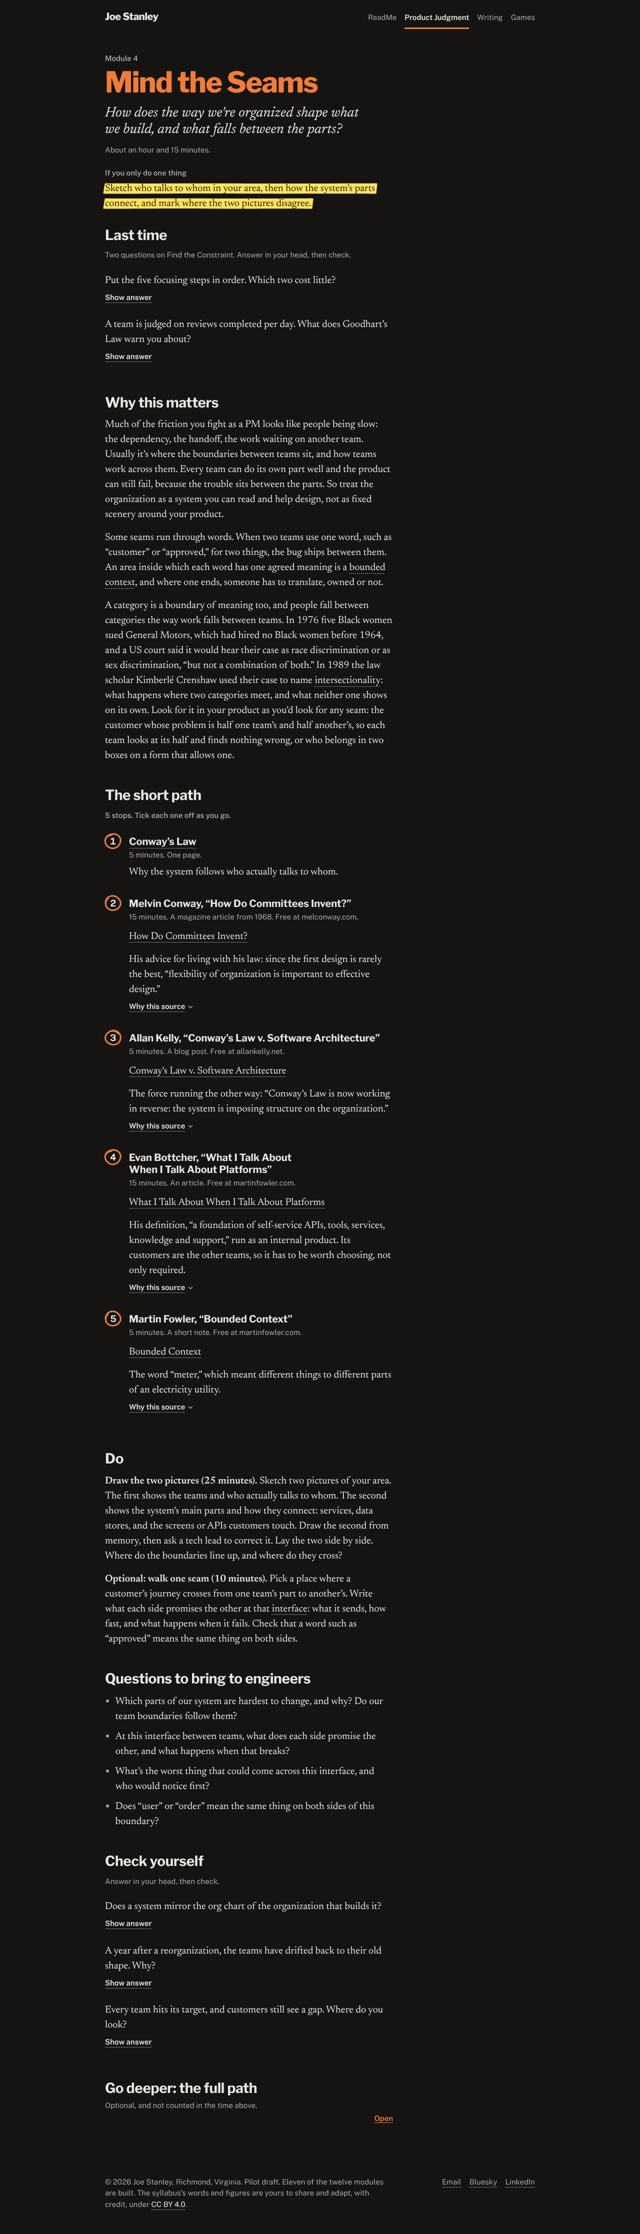 Joe Stanley
ReadMe Product Judgment Writing Games
Module 4
Mind the Seams
How does the way we're organized shape what
we build, and what falls between the parts?
About an hour and 15 minutes.
If you only do one thing
Sketch who talks to whom in your area, then how the system's parts
connect, and mark where the two pictures disagree.
Last time
Two questions on Find the Constraint. Answer in your head, then check.
Put the five focusing steps in order. Which two cost little?
Show answer
A team is judged on reviews completed per day. What does Goodhart's
Law warn you about?
Show answer
Why this matters
Much of the friction you fight as a PM looks like people being slow:
the dependency, the handoff, the work waiting on another team.
Usually it's where the boundaries between teams sit, and how teams
work across them. Every team can do its own part well and the product
can still fail, because the trouble sits between the parts. So treat the
organization as a system you can read and help design, not as fixed
scenery around your product.
Some seams run through words. When two teams use one word, such as
“customer” or “approved,” for two things, the bug ships between them.
An area inside which each word has one agreed meaning is a bounded
context, and where one ends, someone has to translate, owned or not.
A category is a boundary of meaning too, and people fall between
categories the way work falls between teams. In 1976 five Black women
sued General Motors, which had hired no Black women before 1964,
and a US court said it would hear their case as race discrimination or as
sex discrimination, “but not a combination of both.” In 1989 the law
scholar Kimberlé Crenshaw used their case to name intersectionality:
what happens where two categories meet, and what neither one shows
on its own. Look for it in your product as you'd look for any seam: the
customer whose problem is half one team's and half another's, so each
team looks at its half and finds nothing wrong, or who belongs in two
boxes on a form that allows one.
The short path
5 stops. Tick each one off as you go.
1 Conway's Law
5 minutes. One page.
Why the system follows who actually talks to whom.
2 Melvin Conway, “How Do Committees Invent?”
15 minutes. A magazine article from 1968. Free at melconway.com.
How Do Committees Invent?
His advice for living with his law: since the first design is rarely
the best, “flexibility of organization is important to effective
design.”
Why this source
3 Allan Kelly, “Conway's Law v. Software Architecture”
5 minutes. A blog post. Free at allankelly.net.
Conway's Law v. Software Architecture
The force running the other way: “Conway's Law is now working
in reverse: the system is imposing structure on the organization.”
Why this source
4 Evan Bottcher, “What I Talk About
When I Talk About Platforms”
15 minutes. An article. Free at martinfowler.com.
What I Talk About When I Talk About Platforms
His definition, “a foundation of self-service APIs, tools, services,
knowledge and support,” run as an internal product. Its
customers are the other teams, so it has to be worth choosing, not
only required.
Why this source
5 Martin Fowler, “Bounded Context”
5 minutes. A short note. Free at martinfowler.com.
Bounded Context
The word “meter,” which meant different things to different parts
of an electricity utility.
Why this source
Do
Draw the two pictures (25 minutes). Sketch two pictures of your area.
The first shows the teams and who actually talks to whom. The second
shows the system's main parts and how they connect: services, data
stores, and the screens or APIs customers touch. Draw the second from
memory, then ask a tech lead to correct it. Lay the two side by side.
Where do the boundaries line up, and where do they cross?
Optional: walk one seam (10 minutes). Pick a place where a
customer's journey crosses from one team's part to another's. Write
what each side promises the other at that interface: what it sends, how
fast, and what happens when it fails. Check that a word such as
“approved” means the same thing on both sides.
Questions to bring to engineers
• Which parts of our system are hardest to change, and why? Do our
team boundaries follow them?
• At this interface between teams, what does each side promise the
other, and what happens when that breaks?
• What's the worst thing that could come across this interface, and
who would notice first?
• Does “user” or “order” mean the same thing on both sides of this
boundary?
Check yourself
Answer in your head, then check.
Does a system mirror the org chart of the organization that builds it?
Show answer
A year after a reorganization, the teams have drifted back to their old
shape. Why?
Show answer
Every team hits its target, and customers still see a gap. Where do you
look?
Show answer
Go deeper: the full path
Optional, and not counted in the time above.
Open
© 2026 Joe Stanley, Richmond, Virginia. Pilot draft. Eleven of the twelve modules
are built. The syllabus's words and figures are yours to share and adapt, with
credit, under CC BY 4.0.
Email Bluesky LinkedIn